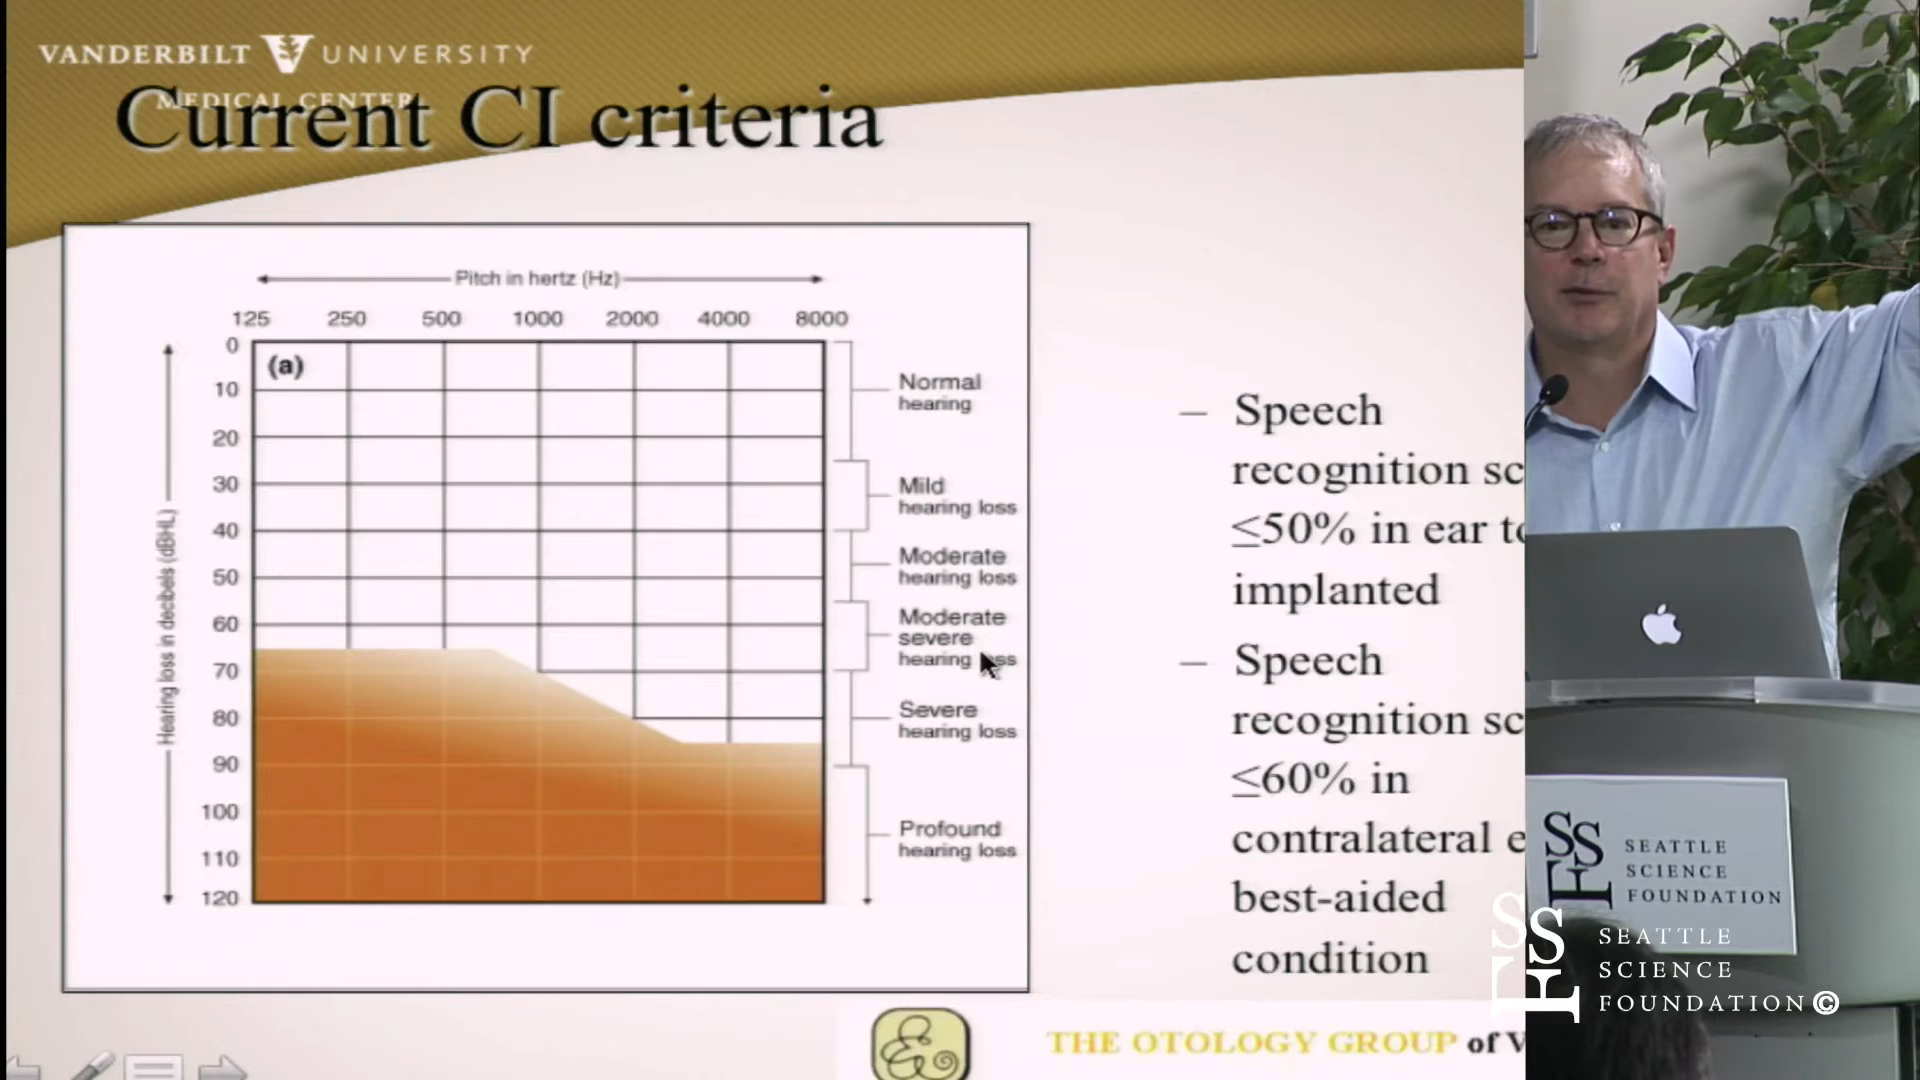 VANDERBILT UNIVERSITY
MEDICAL CENTER
Current CI criteria
Pitch in hertz (Hz)
125 250 500 1000 2000 4000 8000
Hearing loss in decibels (dBHL)
0
10
20
30
40
50
60
70
80
90
100
110
120
(a)
Normal
hearing
Mild
hearing loss
Moderate
hearing loss
Moderate
severe
hearing loss
Severe
hearing loss
Profound
hearing loss
– Speech
recognition sc
≤50% in ear to
implanted
– Speech
recognition sc
≤60% in
contralateral e
best-aided
condition
THE OTOLOGY GROUP of V
SSF
SEATTLE
SCIENCE
FOUNDATION
SSF
SEATTLE
SCIENCE
FOUNDATION©